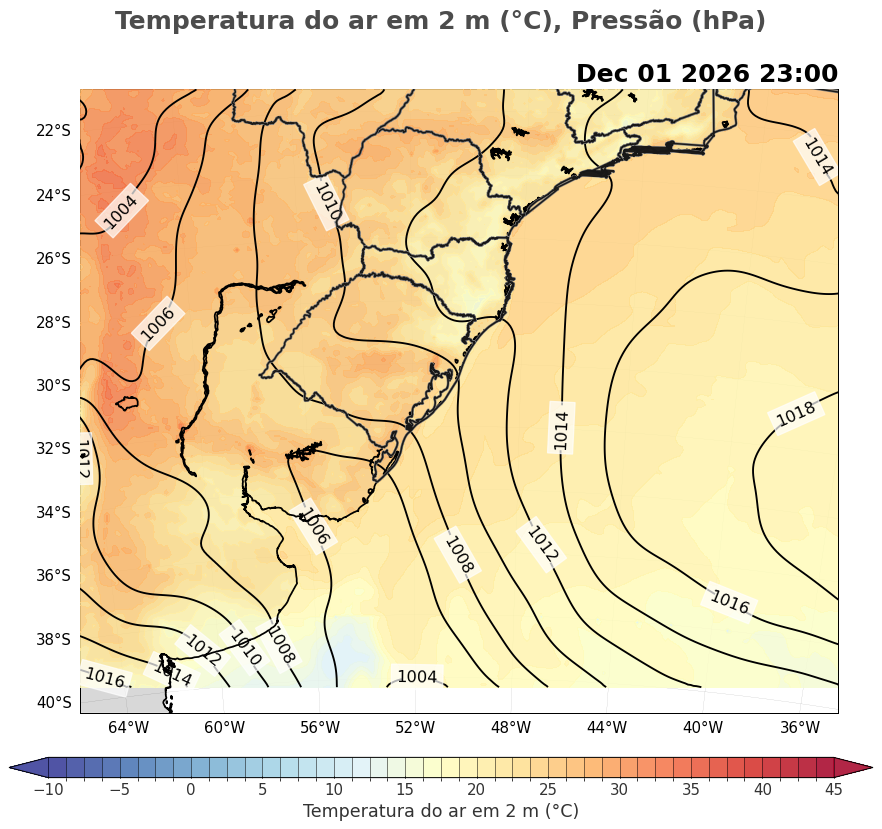 Temperatura do ar em 2 m (°C), Pressão (hPa)
Dec 01 2026 23:00
22°S
24°S
26°S
28°S
30°S
32°S
34°S
36°S
38°S
40°S
1004
1010
1014
1006
1018
1014
1012
1006
1008
1012
1016
1012
1010
1008
1016
1014
1004
64°W
60°W
56°W
52°W
48°W
44°W
40°W
36°W
−10
−5
0
5
10
15
20
25
30
35
40
45
Temperatura do ar em 2 m (°C)